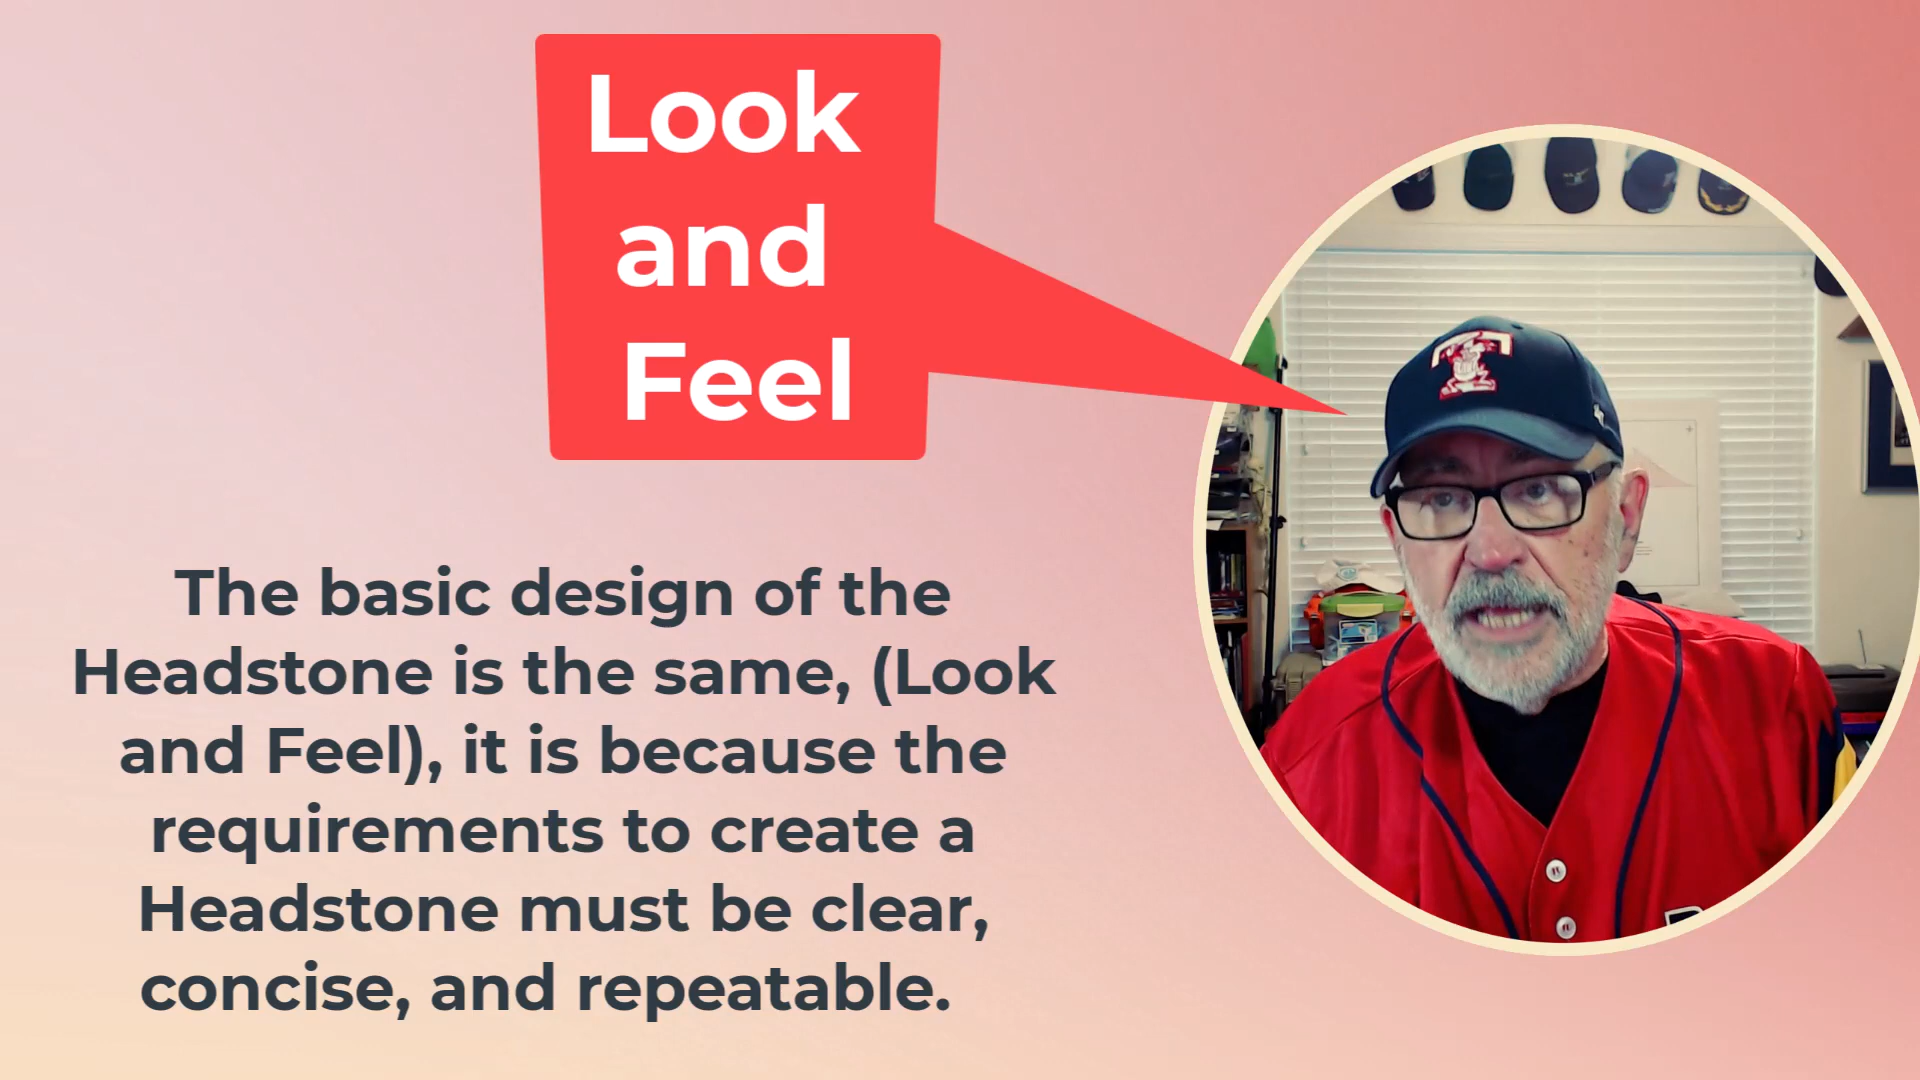 Look
and
Feel
The basic design of the
Headstone is the same, (Look
and Feel), it is because the
requirements to create a
Headstone must be clear,
concise, and repeatable.
T